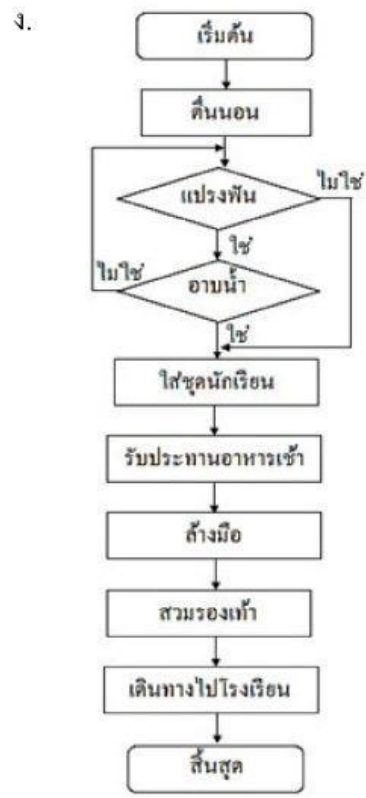 ง.
เริ่มต้น
ตื่นนอน
แปรงฟัน
ไม่ใช่
ใช่
ไม่ใช่
อาบน้ำ
ใช่
ใส่ชุดนักเรียน
รับประทานอาหารเช้า
ล้างมือ
สวมรองเท้า
เดินทางไปโรงเรียน
สิ้นสุด